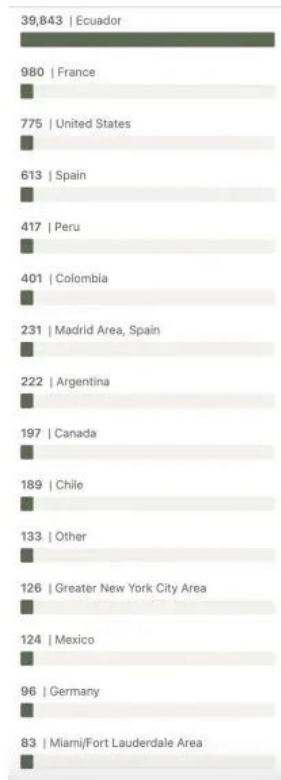 39,843 | Ecuador
980 | France
775 | United States
613 | Spain
417 | Peru
401 | Colombia
231 | Madrid Area, Spain
222 | Argentina
197 | Canada
189 | Chile
133 | Other
126 | Greater New York City Area
124 | Mexico
96 | Germany
83 | Miami/Fort Lauderdale Area